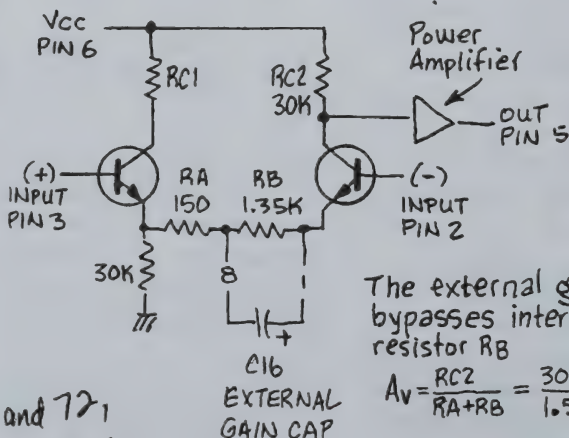 VCC
PIN 6
RC1
RC2
30K
Power
Amplifier
OUT
PIN 5
(+)
INPUT
PIN 3
RA
150
RB
1.35K
(-)
INPUT
PIN 2
30K
8
1
+
C16
EXTERNAL
GAIN CAP
The external g
bypasses inter
resistor RB
Av = RC2 / RA+RB = 30 / 1.5
and 72,